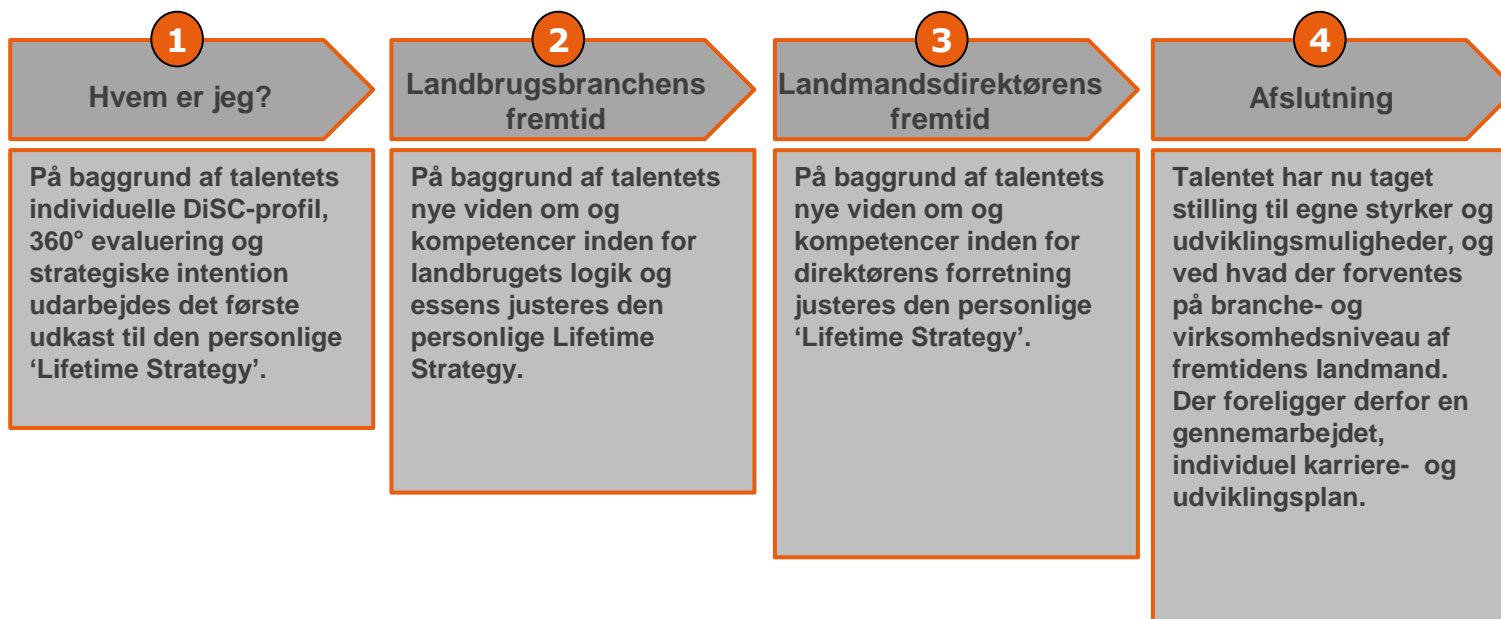 1
Hvem er jeg?
På baggrund af talentets
individuelle DiSC-profil,
360° evaluering og
strategiske intention
udarbejdes det første
udkast til den personlige
‘Lifetime Strategy’.
2
Landbrugsbranchens
fremtid
På baggrund af talentets
nye viden om og
kompetencer inden for
landbrugets logik og
essens justeres den
personlige Lifetime
Strategy.
3
Landmandsdirektørens
fremtid
På baggrund af talentets
nye viden om og
kompetencer inden for
direktørens forretning
justeres den personlige
‘Lifetime Strategy’.
4
Afslutning
Talentet har nu taget
stilling til egne styrker og
udviklingsmuligheder, og
ved hvad der forventes
på branche- og
virksomhedsniveau af
fremtidens landmand.
Der foreligger derfor en
gennemarbejdet,
individuel karriere- og
udviklingsplan.